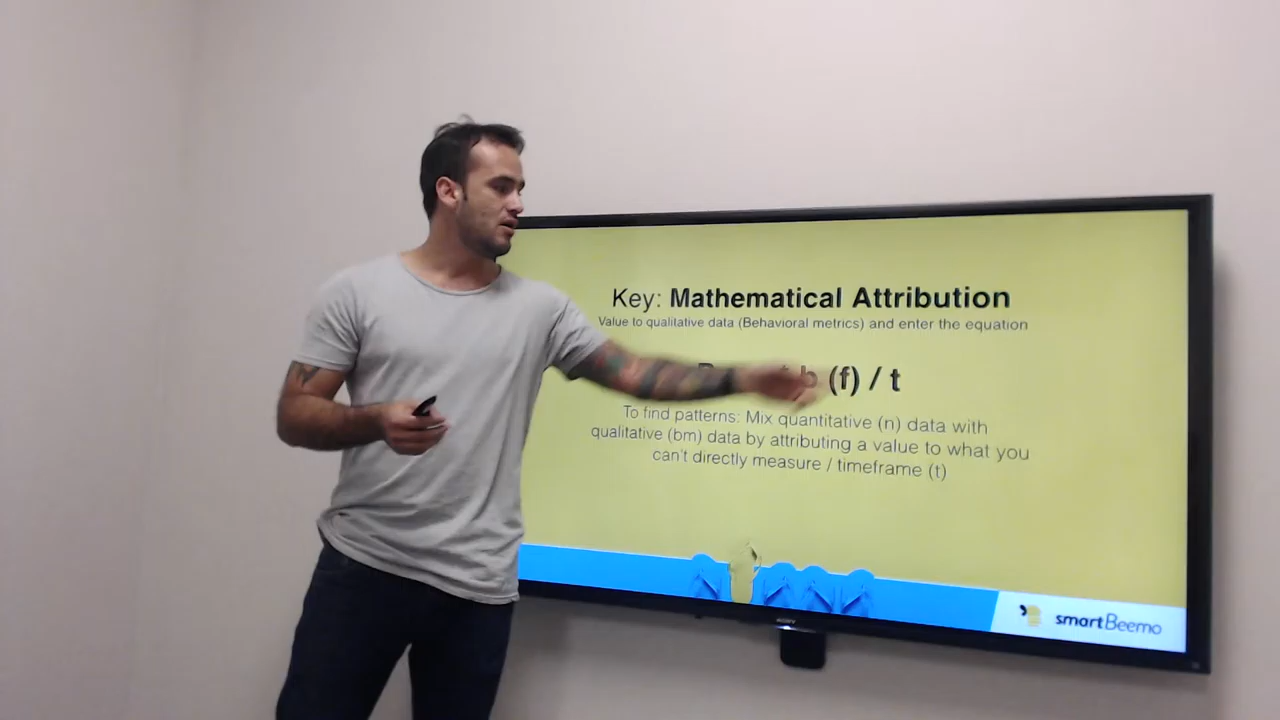 Key: Mathematical Attribution
Value to qualitative data (Behavioral metrics) and enter the equation
(f) / t
To find patterns: Mix quantitative (n) data with
qualitative (bm) data by attributing a value to what you
can't directly measure / timeframe (t)
smartBeemo
SONY